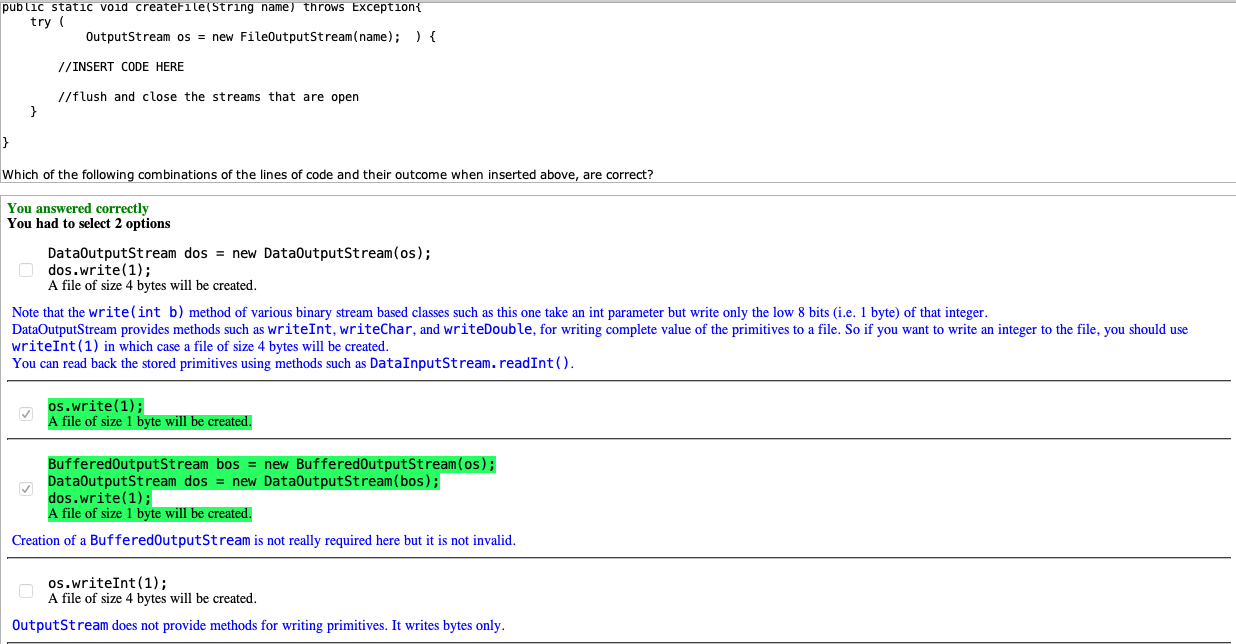 public static void createFile(String name) throws Exception{
try (
OutputStream os = new FileOutputStream(name);  ) {
//INSERT CODE HERE
//flush and close the streams that are open
}
}
Which of the following combinations of the lines of code and their outcome when inserted above, are correct?
You answered correctly
You had to select 2 options
DataOutputStream dos = new DataOutputStream(os);
dos.write(1);
A file of size 4 bytes will be created.
Note that the write(int b) method of various binary stream based classes such as this one take an int parameter but write only the low 8 bits (i.e. 1 byte) of that integer.
DataOutputStream provides methods such as writeInt, writeChar, and writeDouble, for writing complete value of the primitives to a file. So if you want to write an integer to the file, you should use
writeInt(1) in which case a file of size 4 bytes will be created.
You can read back the stored primitives using methods such as DataInputStream.readInt().
os.write(1);
A file of size 1 byte will be created.
BufferedOutputStream bos = new BufferedOutputStream(os);
DataOutputStream dos = new DataOutputStream(bos);
dos.write(1);
A file of size 1 byte will be created.
Creation of a BufferedOutputStream is not really required here but it is not invalid.
os.writeInt(1);
A file of size 4 bytes will be created.
OutputStream does not provide methods for writing primitives. It writes bytes only.